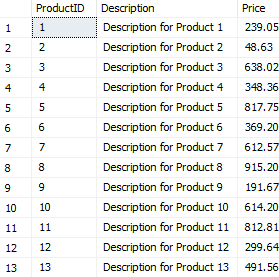 ProductID Description Price
1 1 Description for Product 1 239.05
2 2 Description for Product 2 48.63
3 3 Description for Product 3 638.02
4 4 Description for Product 4 348.36
5 5 Description for Product 5 817.75
6 6 Description for Product 6 369.20
7 7 Description for Product 7 612.57
8 8 Description for Product 8 915.20
9 9 Description for Product 9 191.67
10 10 Description for Product 10 614.20
11 11 Description for Product 11 812.81
12 12 Description for Product 12 299.64
13 13 Description for Product 13 491.56